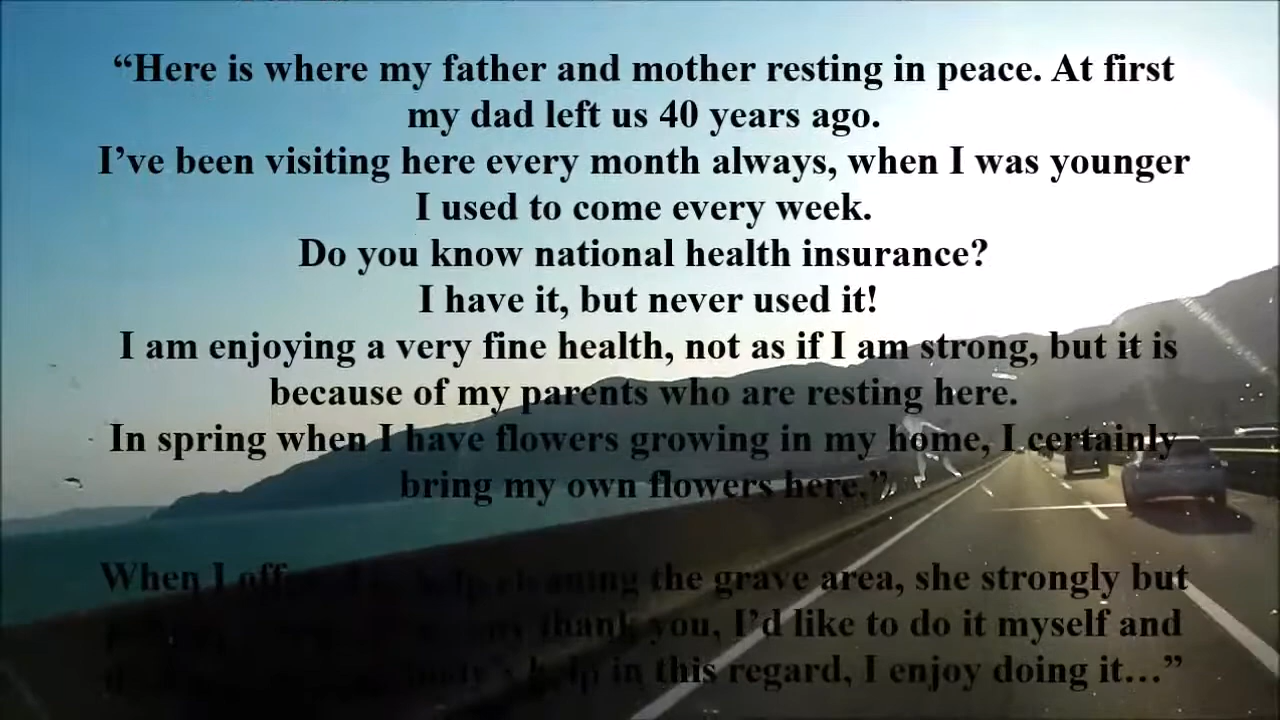 “Here is where my father and mother resting in peace. At first
my dad left us 40 years ago.
I’ve been visiting here every month always, when I was younger
I used to come every week.
Do you know national health insurance?
I have it, but never used it!
I am enjoying a very fine health, not as if I am strong, but it is
because of my parents who are resting here.
In spring when I have flowers growing in my home, I certainly
bring my own flowers here.”
When I cleaning the grave area, she strongly but
thank you, I’d like to do it myself and
help in this regard, I enjoy doing it…”